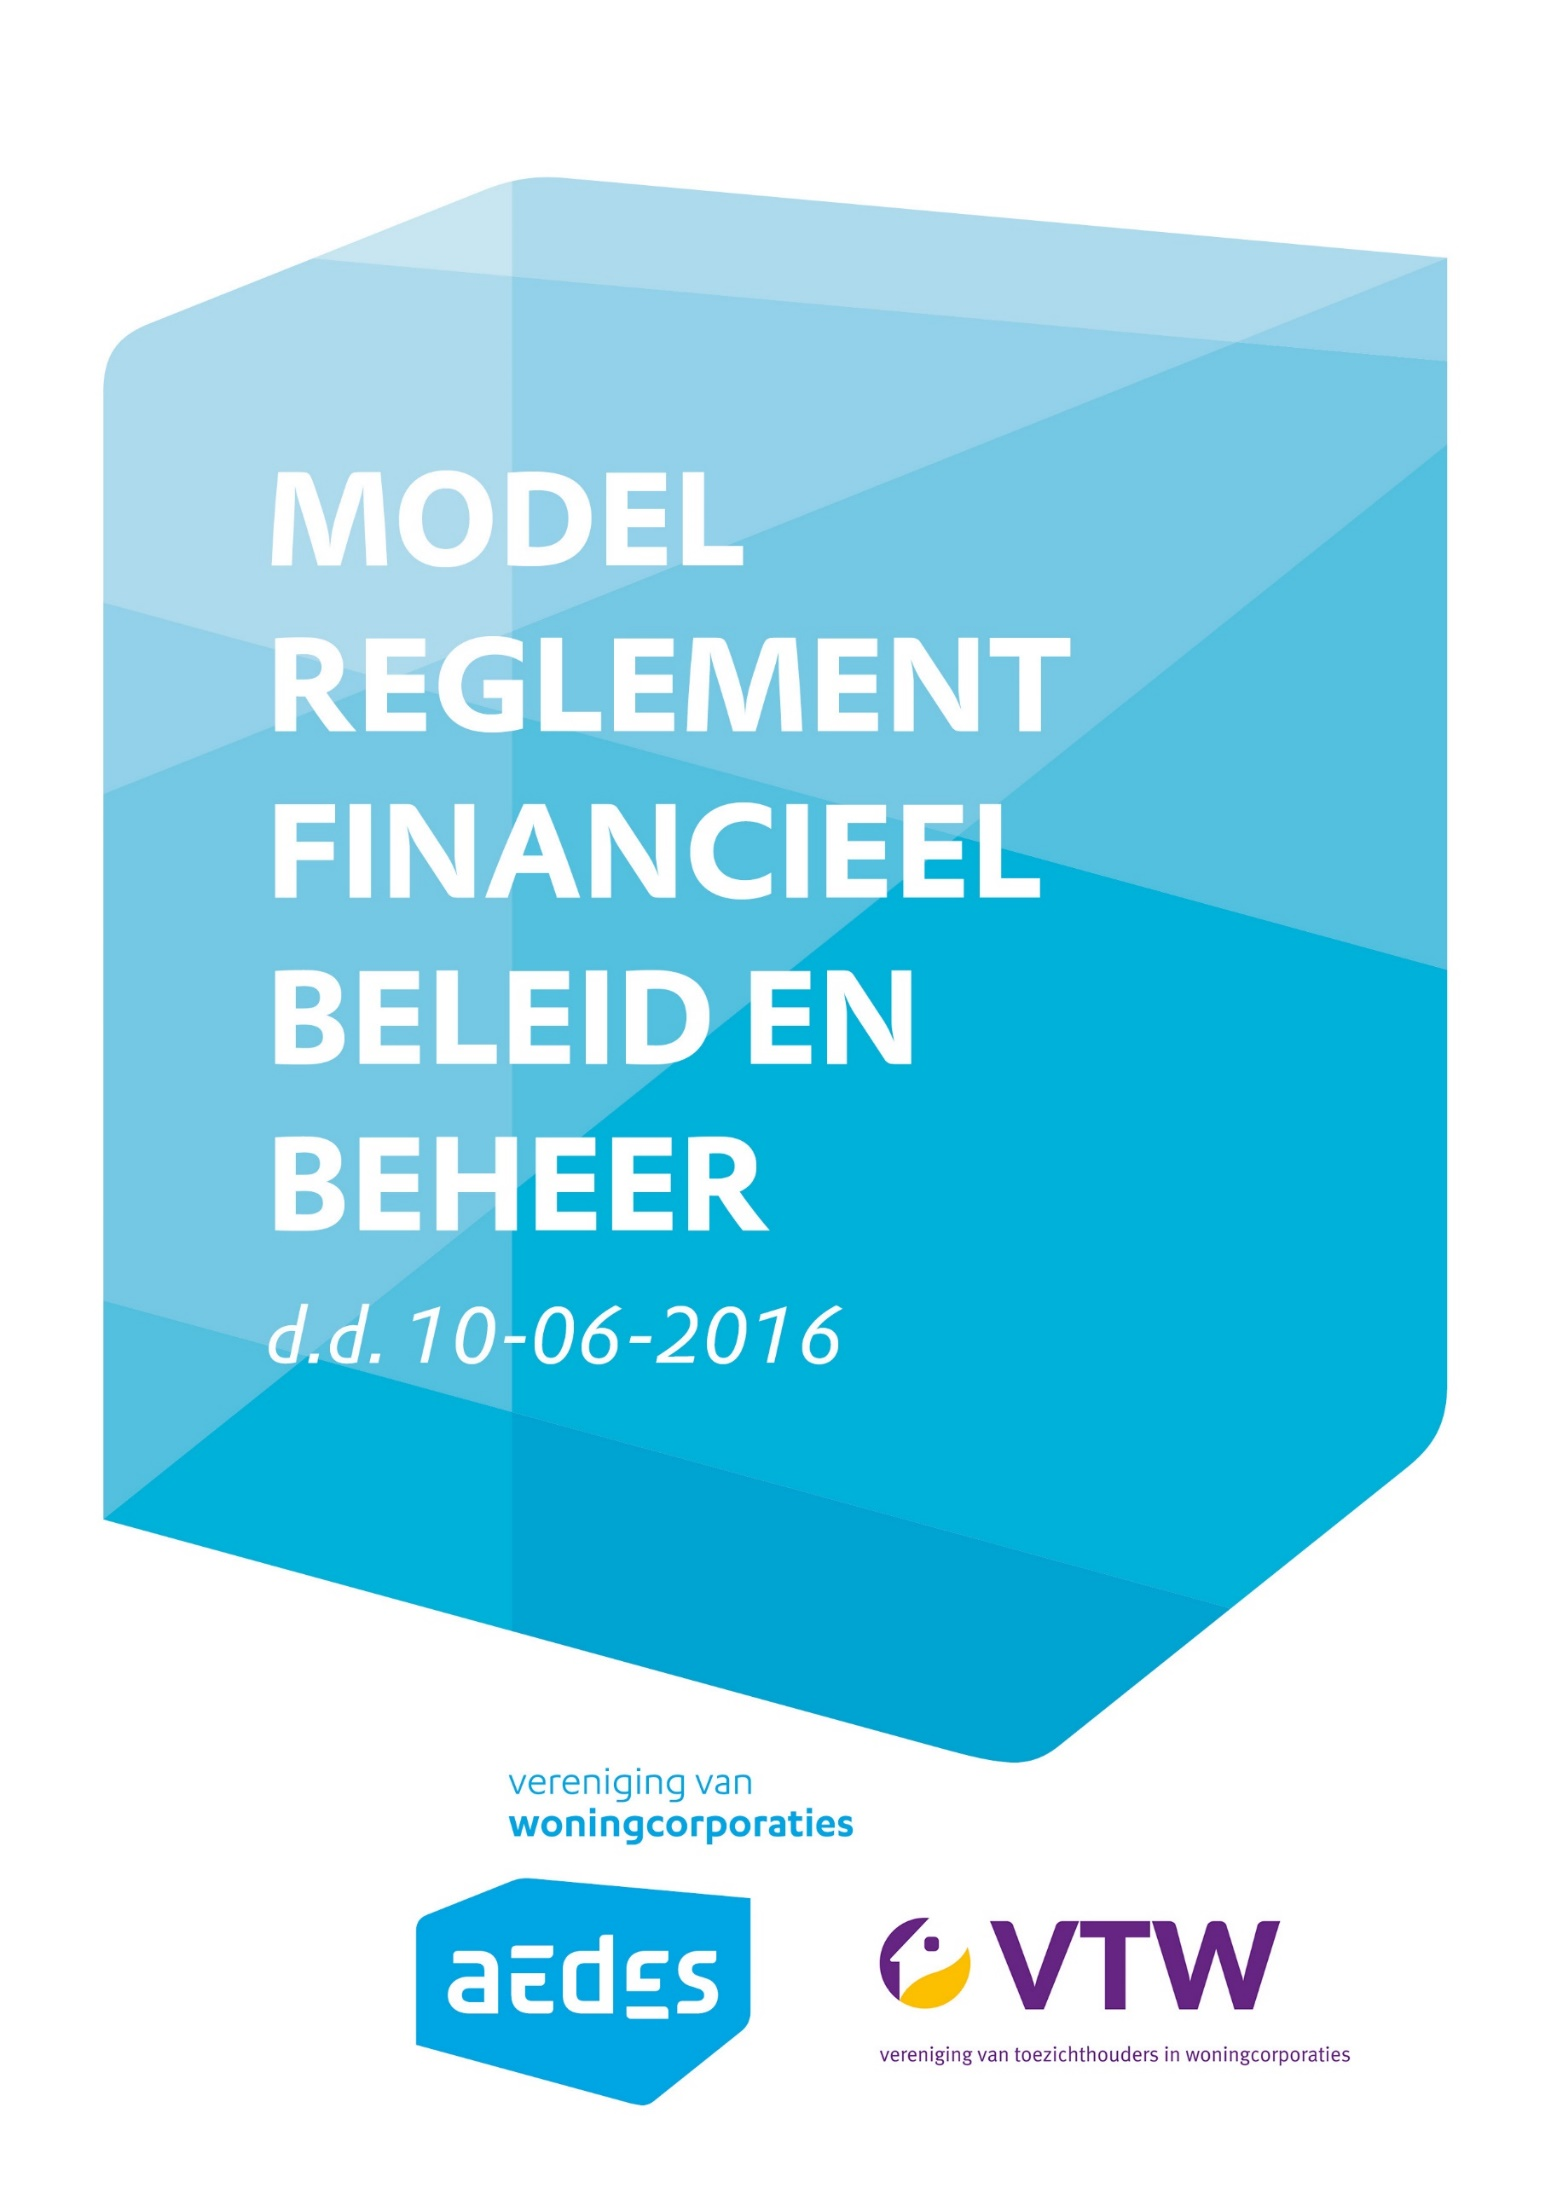 MODEL
REGLEMENT
FINANCIEEL
BELEID EN
BEHEER
d.d. 10-06-2016
vereniging van
woningcorporaties
aedes
VTW
vereniging van toezichthouders in woningcorporaties